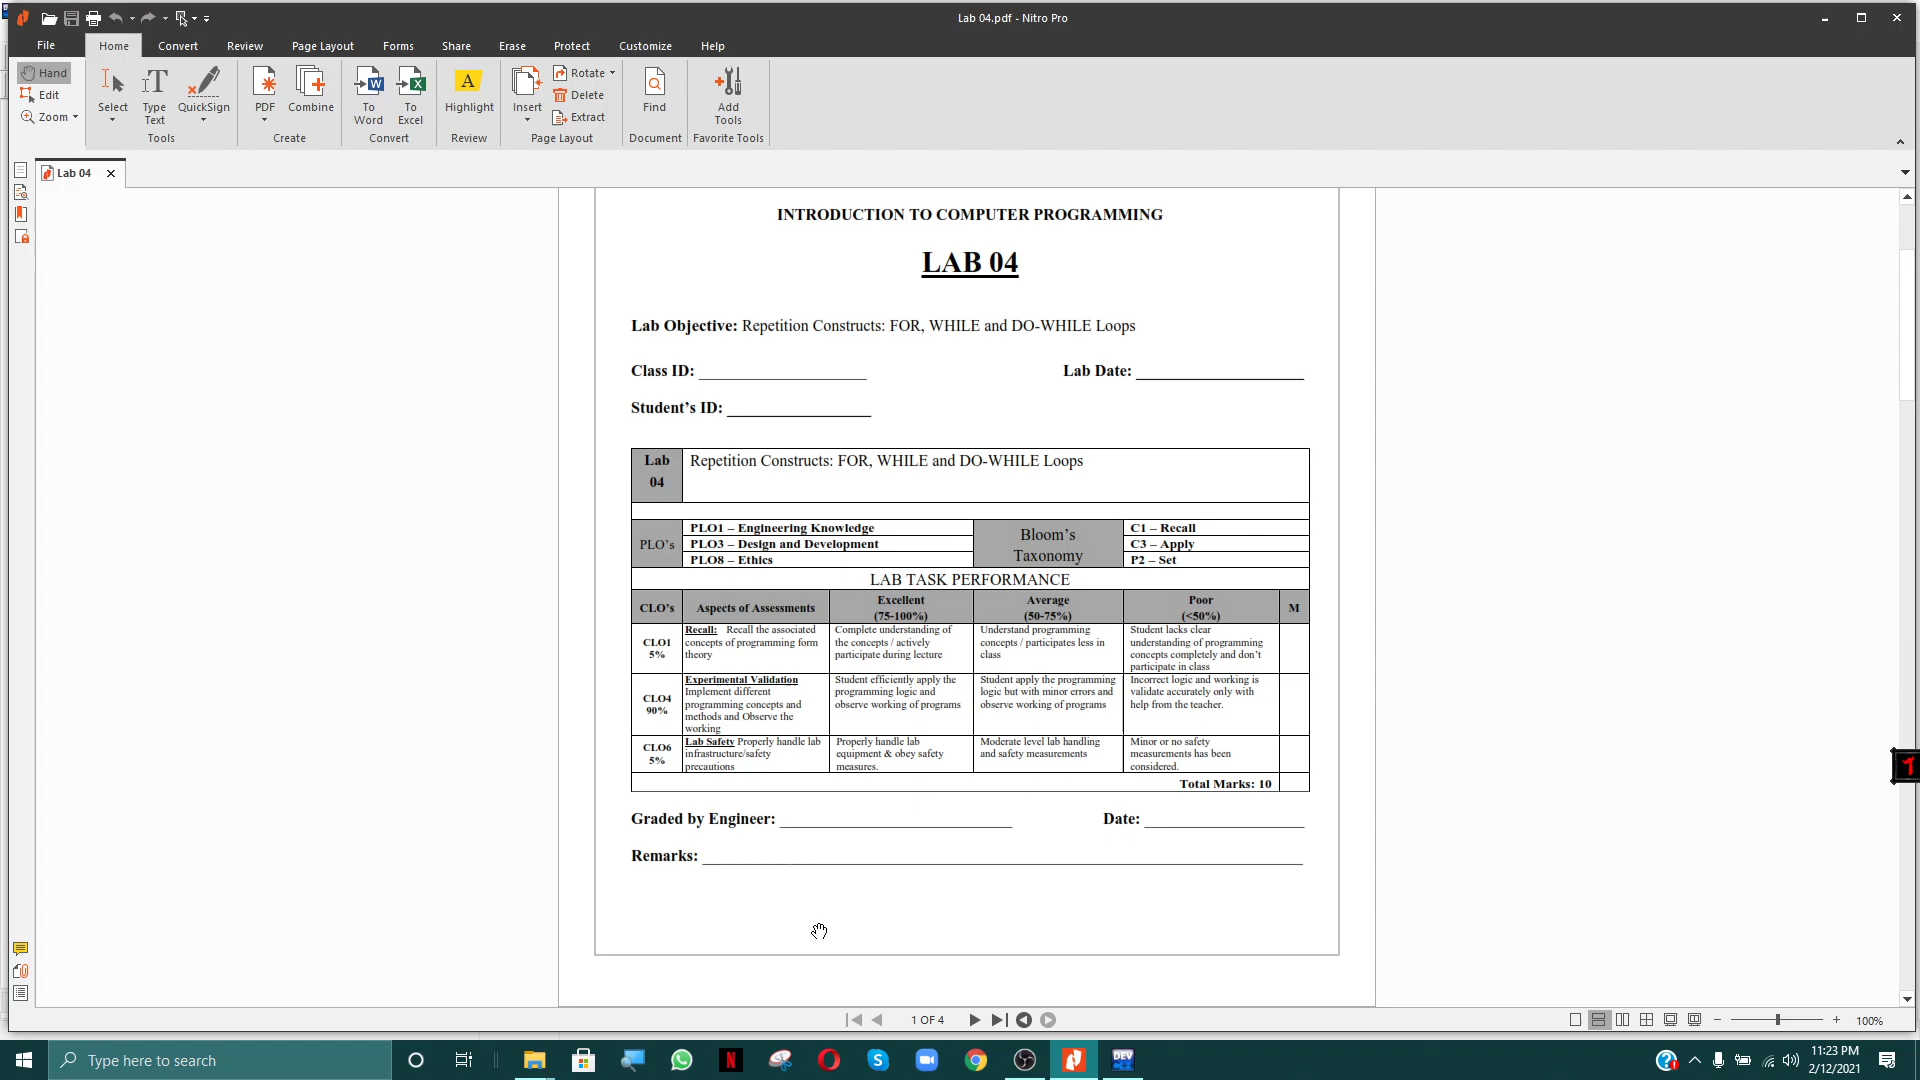 Lab 04.pdf - Nitro Pro
File Home Convert Review Page Layout Forms Share Erase Protect Customize Help
Hand
Edit
Zoom
Select
Type Text
QuickSign
Tools
PDF
Combine
Create
To Word
To Excel
Convert
A
Highlight
Review
Insert
Rotate
Delete
Extract
Page Layout
Find
Document
Add Tools
Favorite Tools
Lab 04
INTRODUCTION TO COMPUTER PROGRAMMING
LAB 04
Lab Objective: Repetition Constructs: FOR, WHILE and DO-WHILE Loops
Class ID: Lab Date:
Student's ID:
Lab 04
Repetition Constructs: FOR, WHILE and DO-WHILE Loops
PLO's
PLO1 – Engineering Knowledge
PLO3 – Design and Development
PLO8 – Ethics
Bloom's
Taxonomy
C1 – Recall
C3 – Apply
P2 – Set
LAB TASK PERFORMANCE
CLO's
Aspects of Assessments
Excellent
(75-100%)
Average
(50-75%)
Poor
(<50%)
M
CLO1
5%
Recall: Recall the associated
concepts of programming form
theory
Complete understanding of
the concepts / actively
participate during lecture
Understand programming
concepts / participates less in
class
Student lacks clear
understanding of programming
concepts completely and don't
participate in class
CLO4
90%
Experimental Validation
Implement different
programming concepts and
methods and Observe the
working
Student efficiently apply the
programming logic and
observe working of programs
Student apply the programming
logic but with minor errors and
observe working of programs
Incorrect logic and working is
validate accurately only with
help from the teacher.
CLO6
5%
Lab Safety Properly handle lab
infrastructure/safety
precautions
Properly handle lab
equipment & obey safety
measures.
Moderate level lab handling
and safety measurements
Minor or no safety
measurements has been
considered.
Total Marks: 10
Graded by Engineer: Date:
Remarks:
1 OF 4
100%
Type here to search
DEV
11:23 PM
2/12/2021